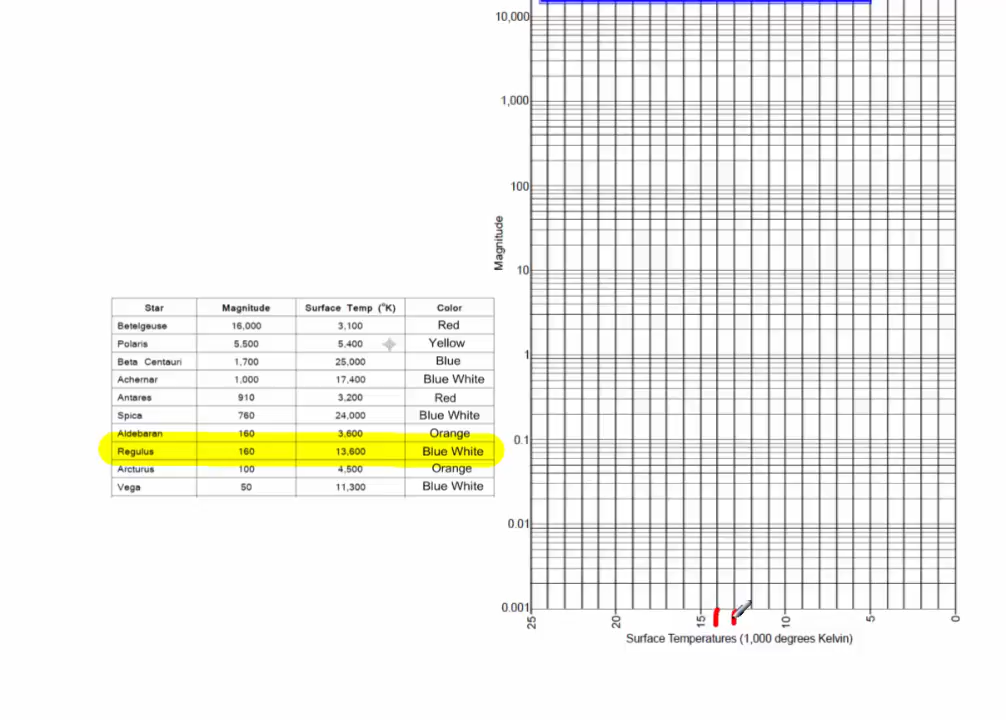 10,000
1,000
100
10
1
0.1
0.01
0.001
Magnitude
25 20 15 10 5 0
Surface Temperatures (1,000 degrees Kelvin)
Star Magnitude Surface Temp (°K) Color
Betelgeuse 16,000 3,100 Red
Polaris 5,500 5,400 Yellow
Beta Centauri 1,700 25,000 Blue
Achernar 1,000 17,400 Blue White
Antares 910 3,200 Red
Spica 760 24,000 Blue White
Aldebaran 160 3,600 Orange
Regulus 160 13,600 Blue White
Arcturus 100 4,500 Orange
Vega 50 11,300 Blue White